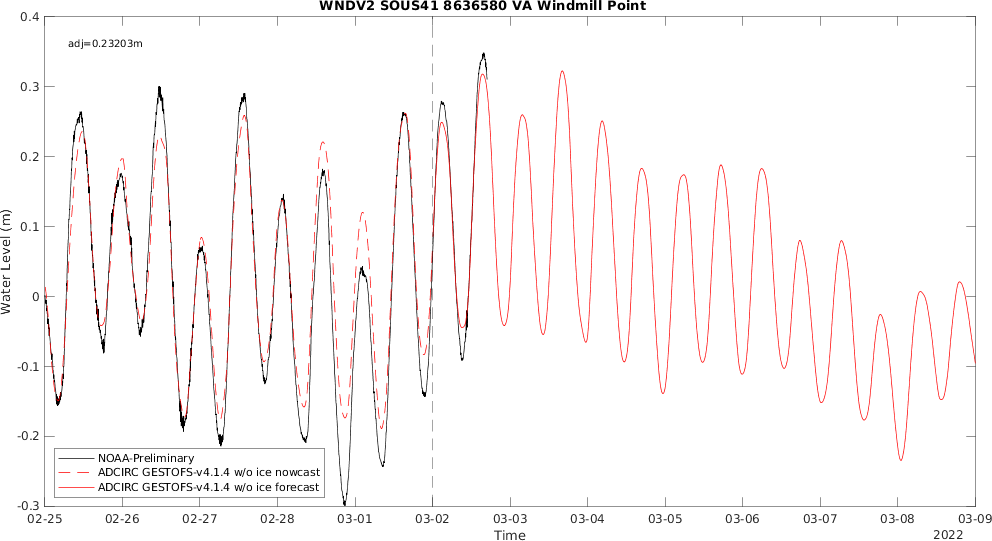 WNDV2 SOUS41 8636580 VA Windmill Point
adj=0.23203m
Water Level (m)
0.4
0.3
0.2
0.1
0
-0.1
-0.2
-0.3
NOAA-Preliminary
ADCIRC GESTOFS-v4.1.4 w/o ice nowcast
ADCIRC GESTOFS-v4.1.4 w/o ice forecast
02-25 02-26 02-27 02-28 03-01 03-02 03-03 03-04 03-05 03-06 03-07 03-08 03-09
Time
2022